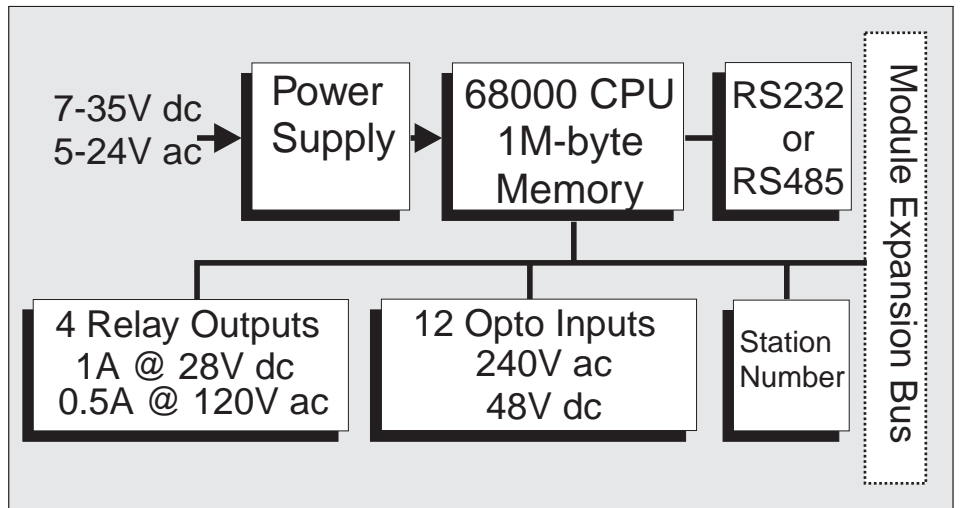 7-35V dc
5-24V ac
Power
Supply
68000 CPU
1M-byte
Memory
RS232
or
RS485
Module Expansion Bus
4 Relay Outputs
1A @ 28V dc
0.5A @ 120V ac
12 Opto Inputs
240V ac
48V dc
Station
Number